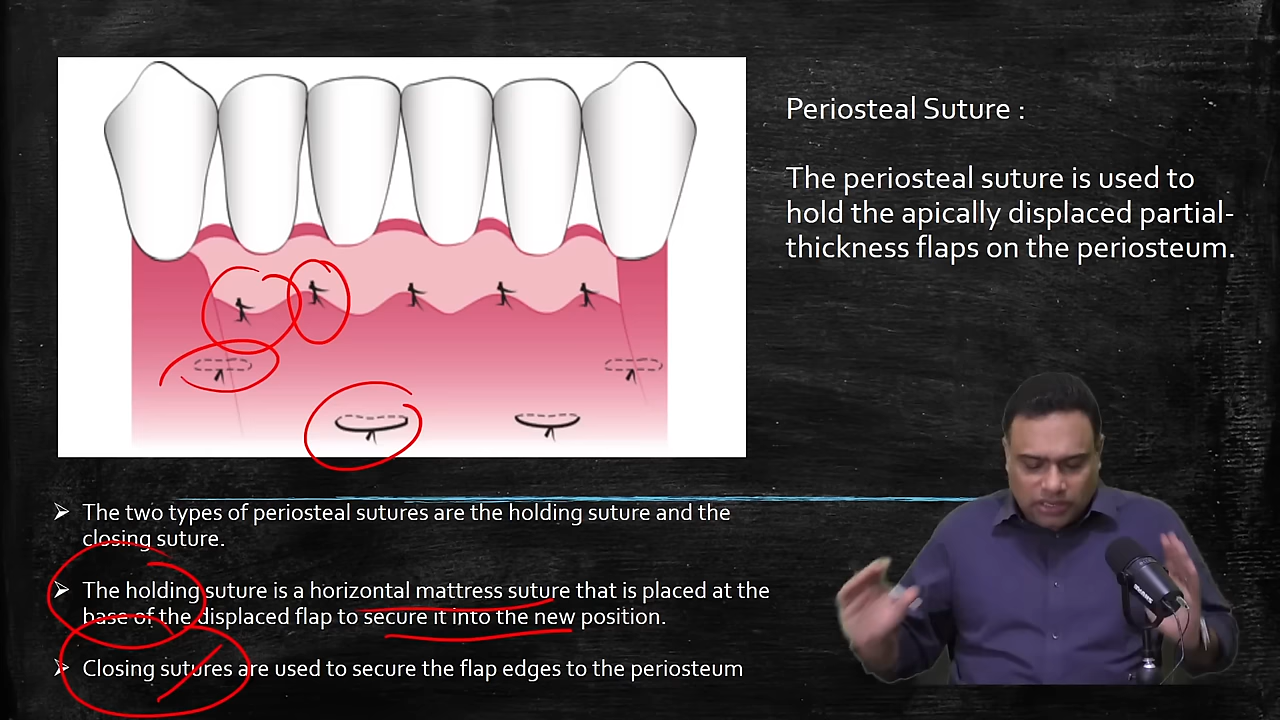 Periosteal Suture :
The periosteal suture is used to
hold the apically displaced partial-
thickness flaps on the periosteum.
The two types of periosteal sutures are the holding suture and the
closing suture.
The holding suture is a horizontal mattress suture that is placed at the
base of the displaced flap to secure it into the new position.
Closing sutures are used to secure the flap edges to the periosteum